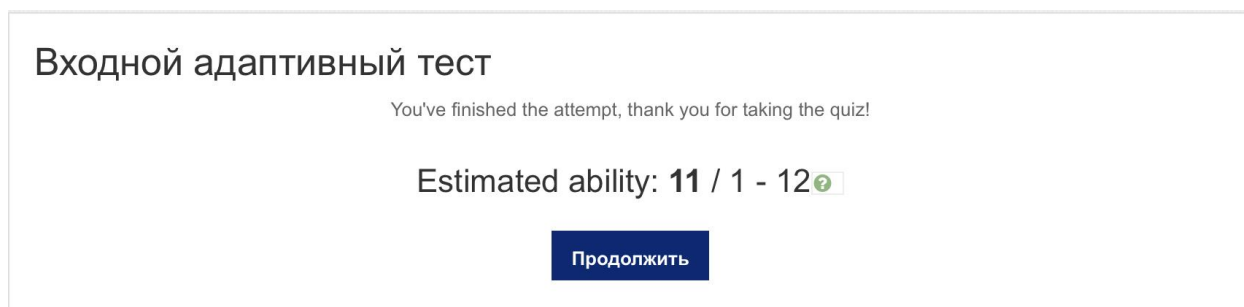 Входной адаптивный тест
You've finished the attempt, thank you for taking the quiz!
Estimated ability: 11 / 1 - 12
Продолжить